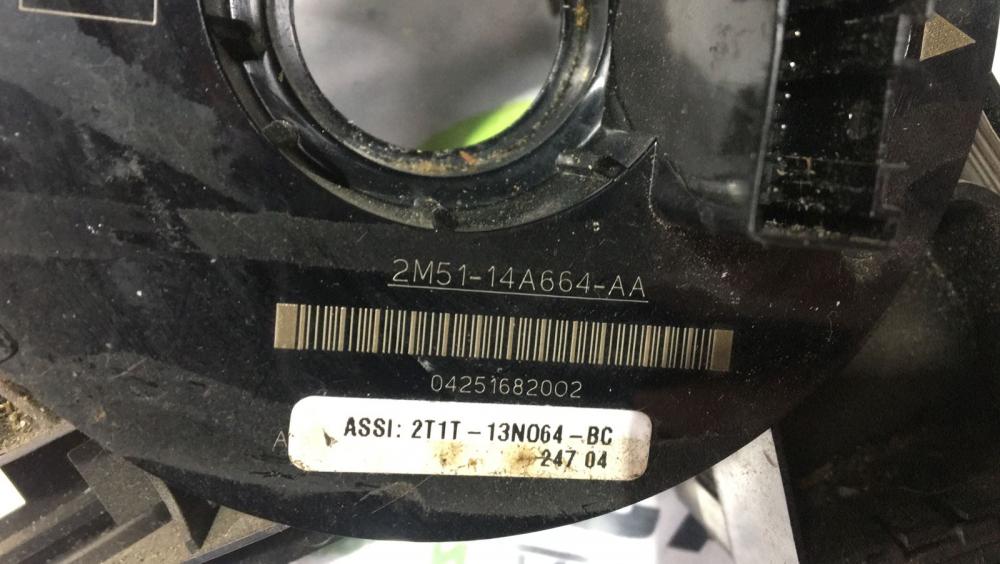 2M51-14A664-AA
04251682002
A
ASSI: 2T1T-13N064-BC
247 04